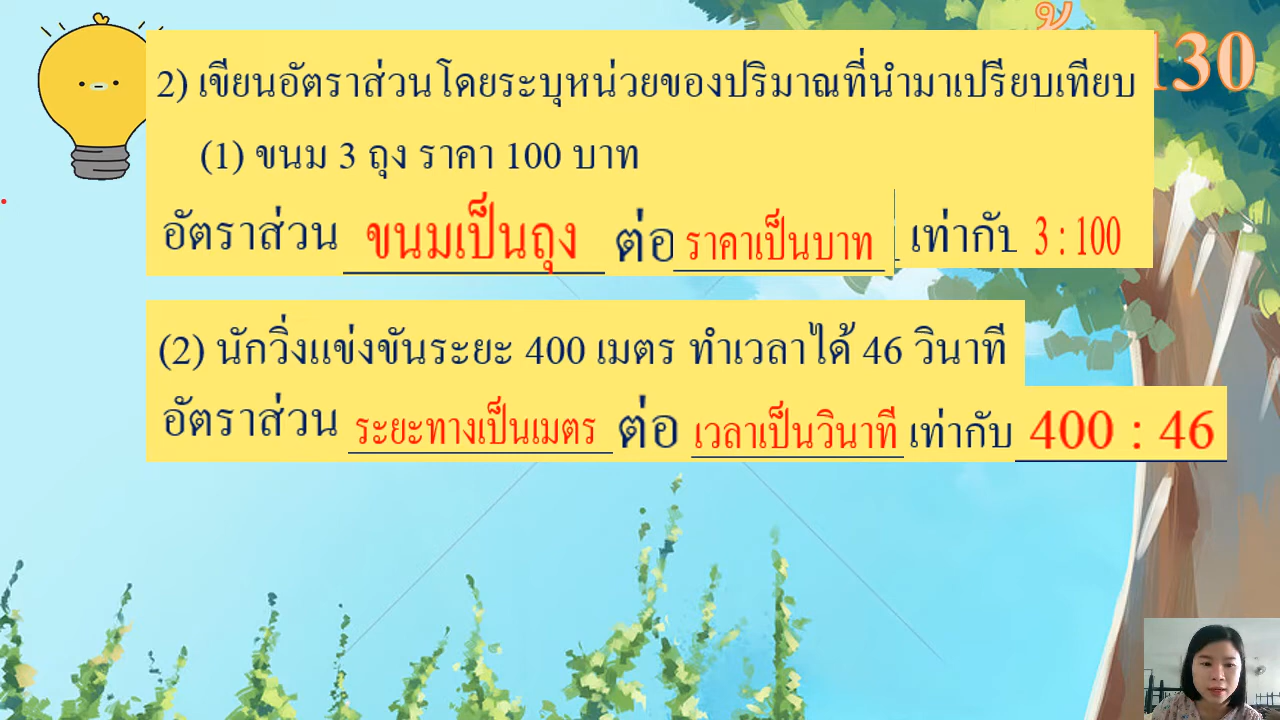 130
2) เขียนอัตราส่วนโดยระบุหน่วยของปริมาณที่นำมาเปรียบเทียบ
(1) ขนม 3 ถุง ราคา 100 บาท
อัตราส่วน ขนมเป็นถุง ต่อ ราคาเป็นบาท เท่ากับ 3 : 100
(2) นักวิ่งแข่งขันระยะ 400 เมตร ทำเวลาได้ 46 วินาที
อัตราส่วน ระยะทางเป็นเมตร ต่อ เวลาเป็นวินาที เท่ากับ 400 : 46